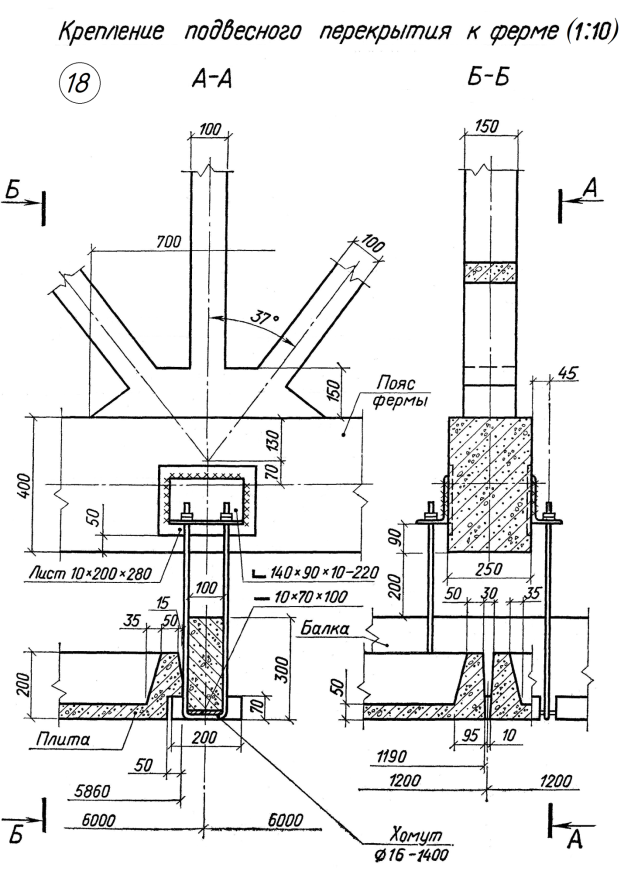 Крепление подвесного перекрытия к ферме (1:10)
18
А-А
Б-Б
100
150
Б
А
700
100
37°
45
150
Пояс
фермы
130
70
400
50
90
Лист 10×200×280
140×90×10-220
250
200
100
10×70×100
15
35
50
50
30
35
Балка
300
200
70
50
Плита
200
95
10
50
1190
5860
1200
1200
6000
6000
Б
Хомут
А
Ø16-1400